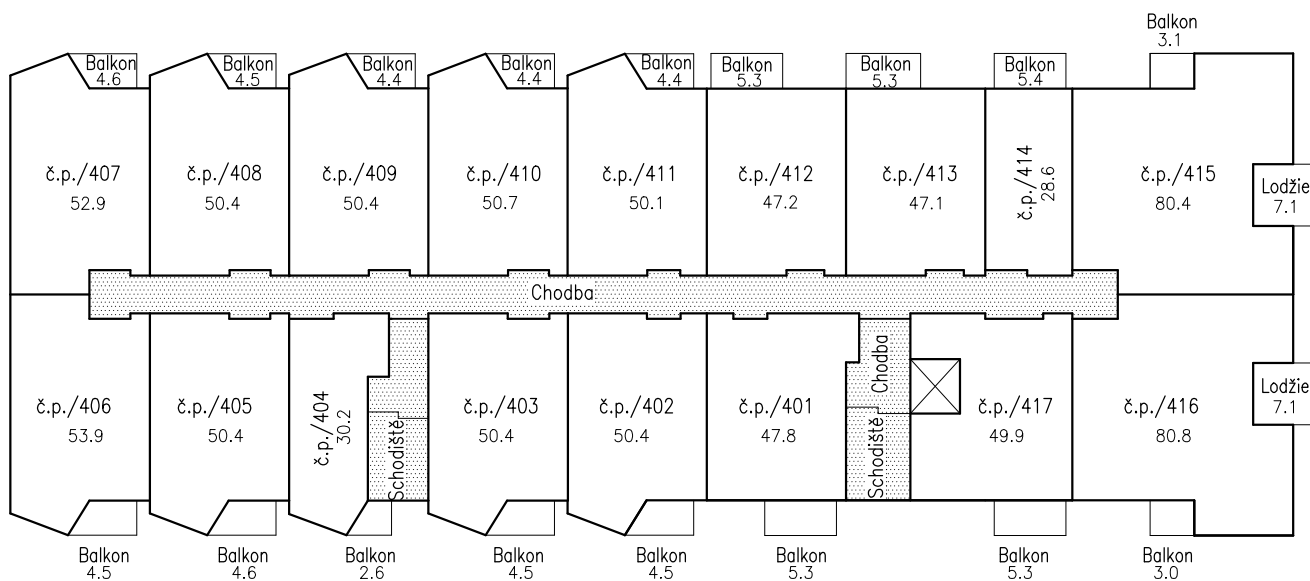 Balkon
3.1
Balkon
4.6
Balkon
4.5
Balkon
4.4
Balkon
4.4
Balkon
4.4
Balkon
5.3
Balkon
5.3
Balkon
5.4
č.p./407
52.9
č.p./408
50.4
č.p./409
50.4
č.p./410
50.7
č.p./411
50.1
č.p./412
47.2
č.p./413
47.1
č.p./414
28.6
č.p./415
80.4
Lodžie
7.1
Chodba
č.p./406
53.9
č.p./405
50.4
č.p./404
30.2
Schodiště
č.p./403
50.4
č.p./402
50.4
č.p./401
47.8
Chodba
Schodiště
č.p./417
49.9
č.p./416
80.8
Lodžie
7.1
Balkon
4.5
Balkon
4.6
Balkon
2.6
Balkon
4.5
Balkon
4.5
Balkon
5.3
Balkon
5.3
Balkon
3.0